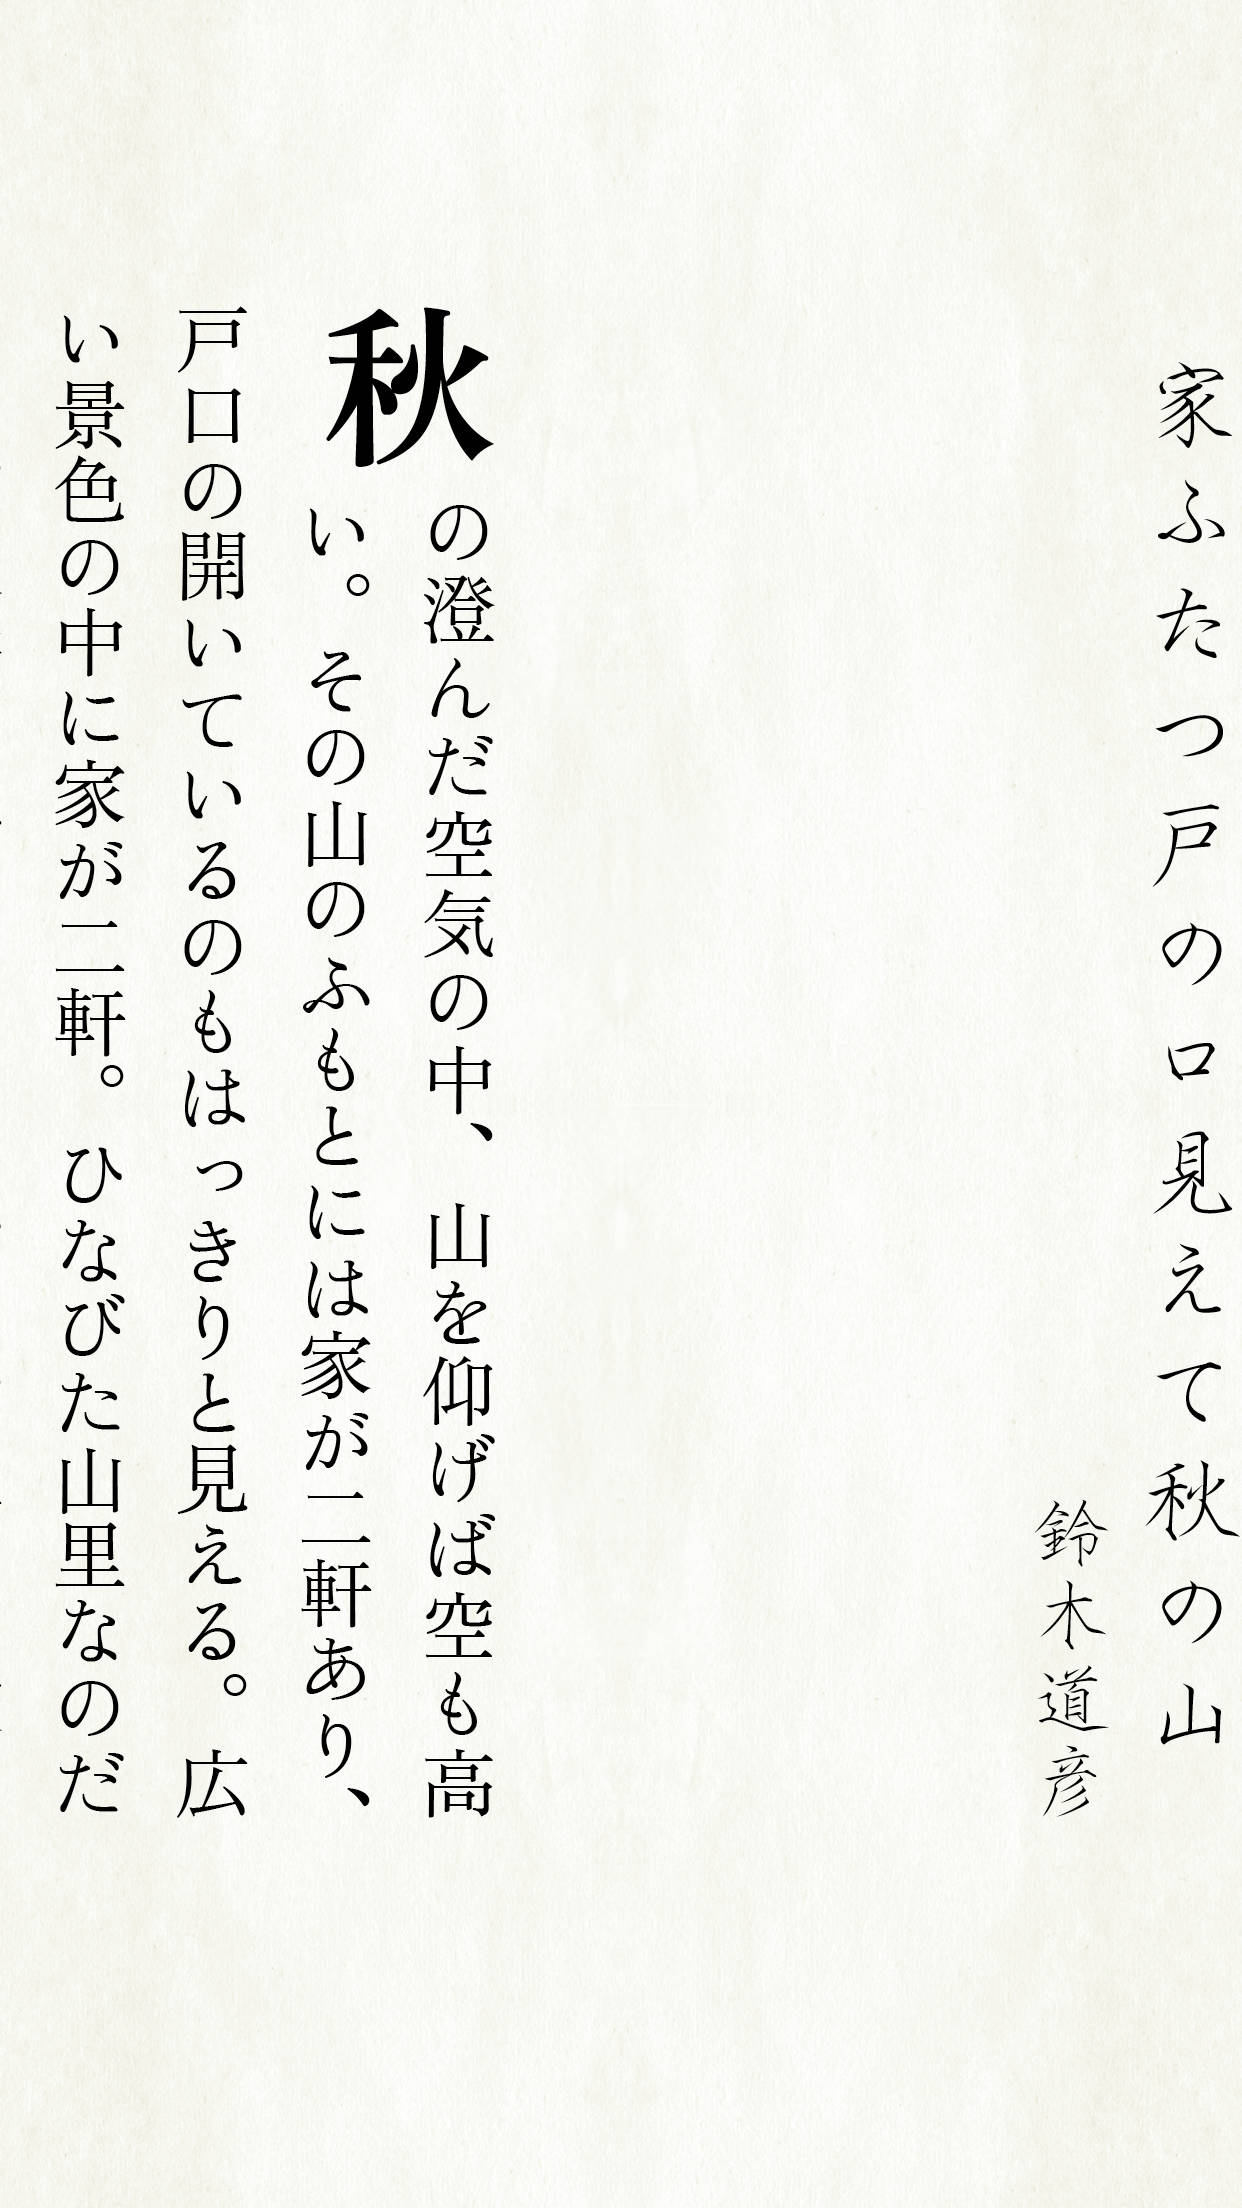 家ふたつ戸の口見えて秋の山
鈴木道彦
秋の澄んだ空気の中、山を仰げば空も高
い。その山のふもとには家が二軒あり、
戸口の開いているのもはっきりと見える。広
い景色の中に家が二軒。ひなびた山里なのだ